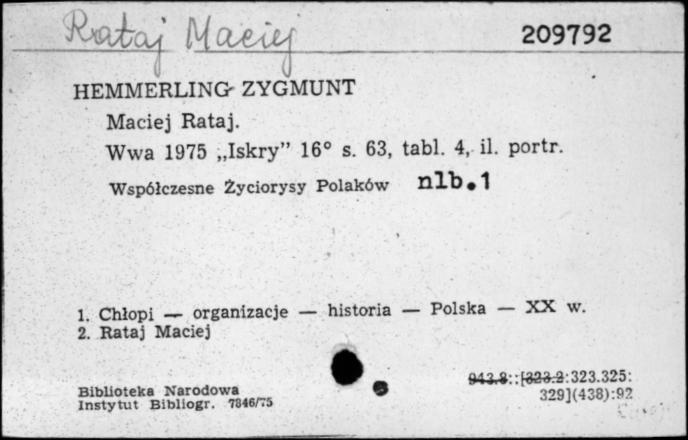 Rataj Maciej 209792
HEMMERLING ZYGMUNT
Maciej Rataj.
Wwa 1975 „Iskry” 16° s. 63, tabl. 4, il. portr.
Współczesne Życiorysy Polaków nlb.1
1. Chłopi — organizacje — historia — Polska — XX w.
2. Rataj Maciej
943.8::[323.2:323.325:
Biblioteka Narodowa
329](438):92
Instytut Bibliogr. 7846/75